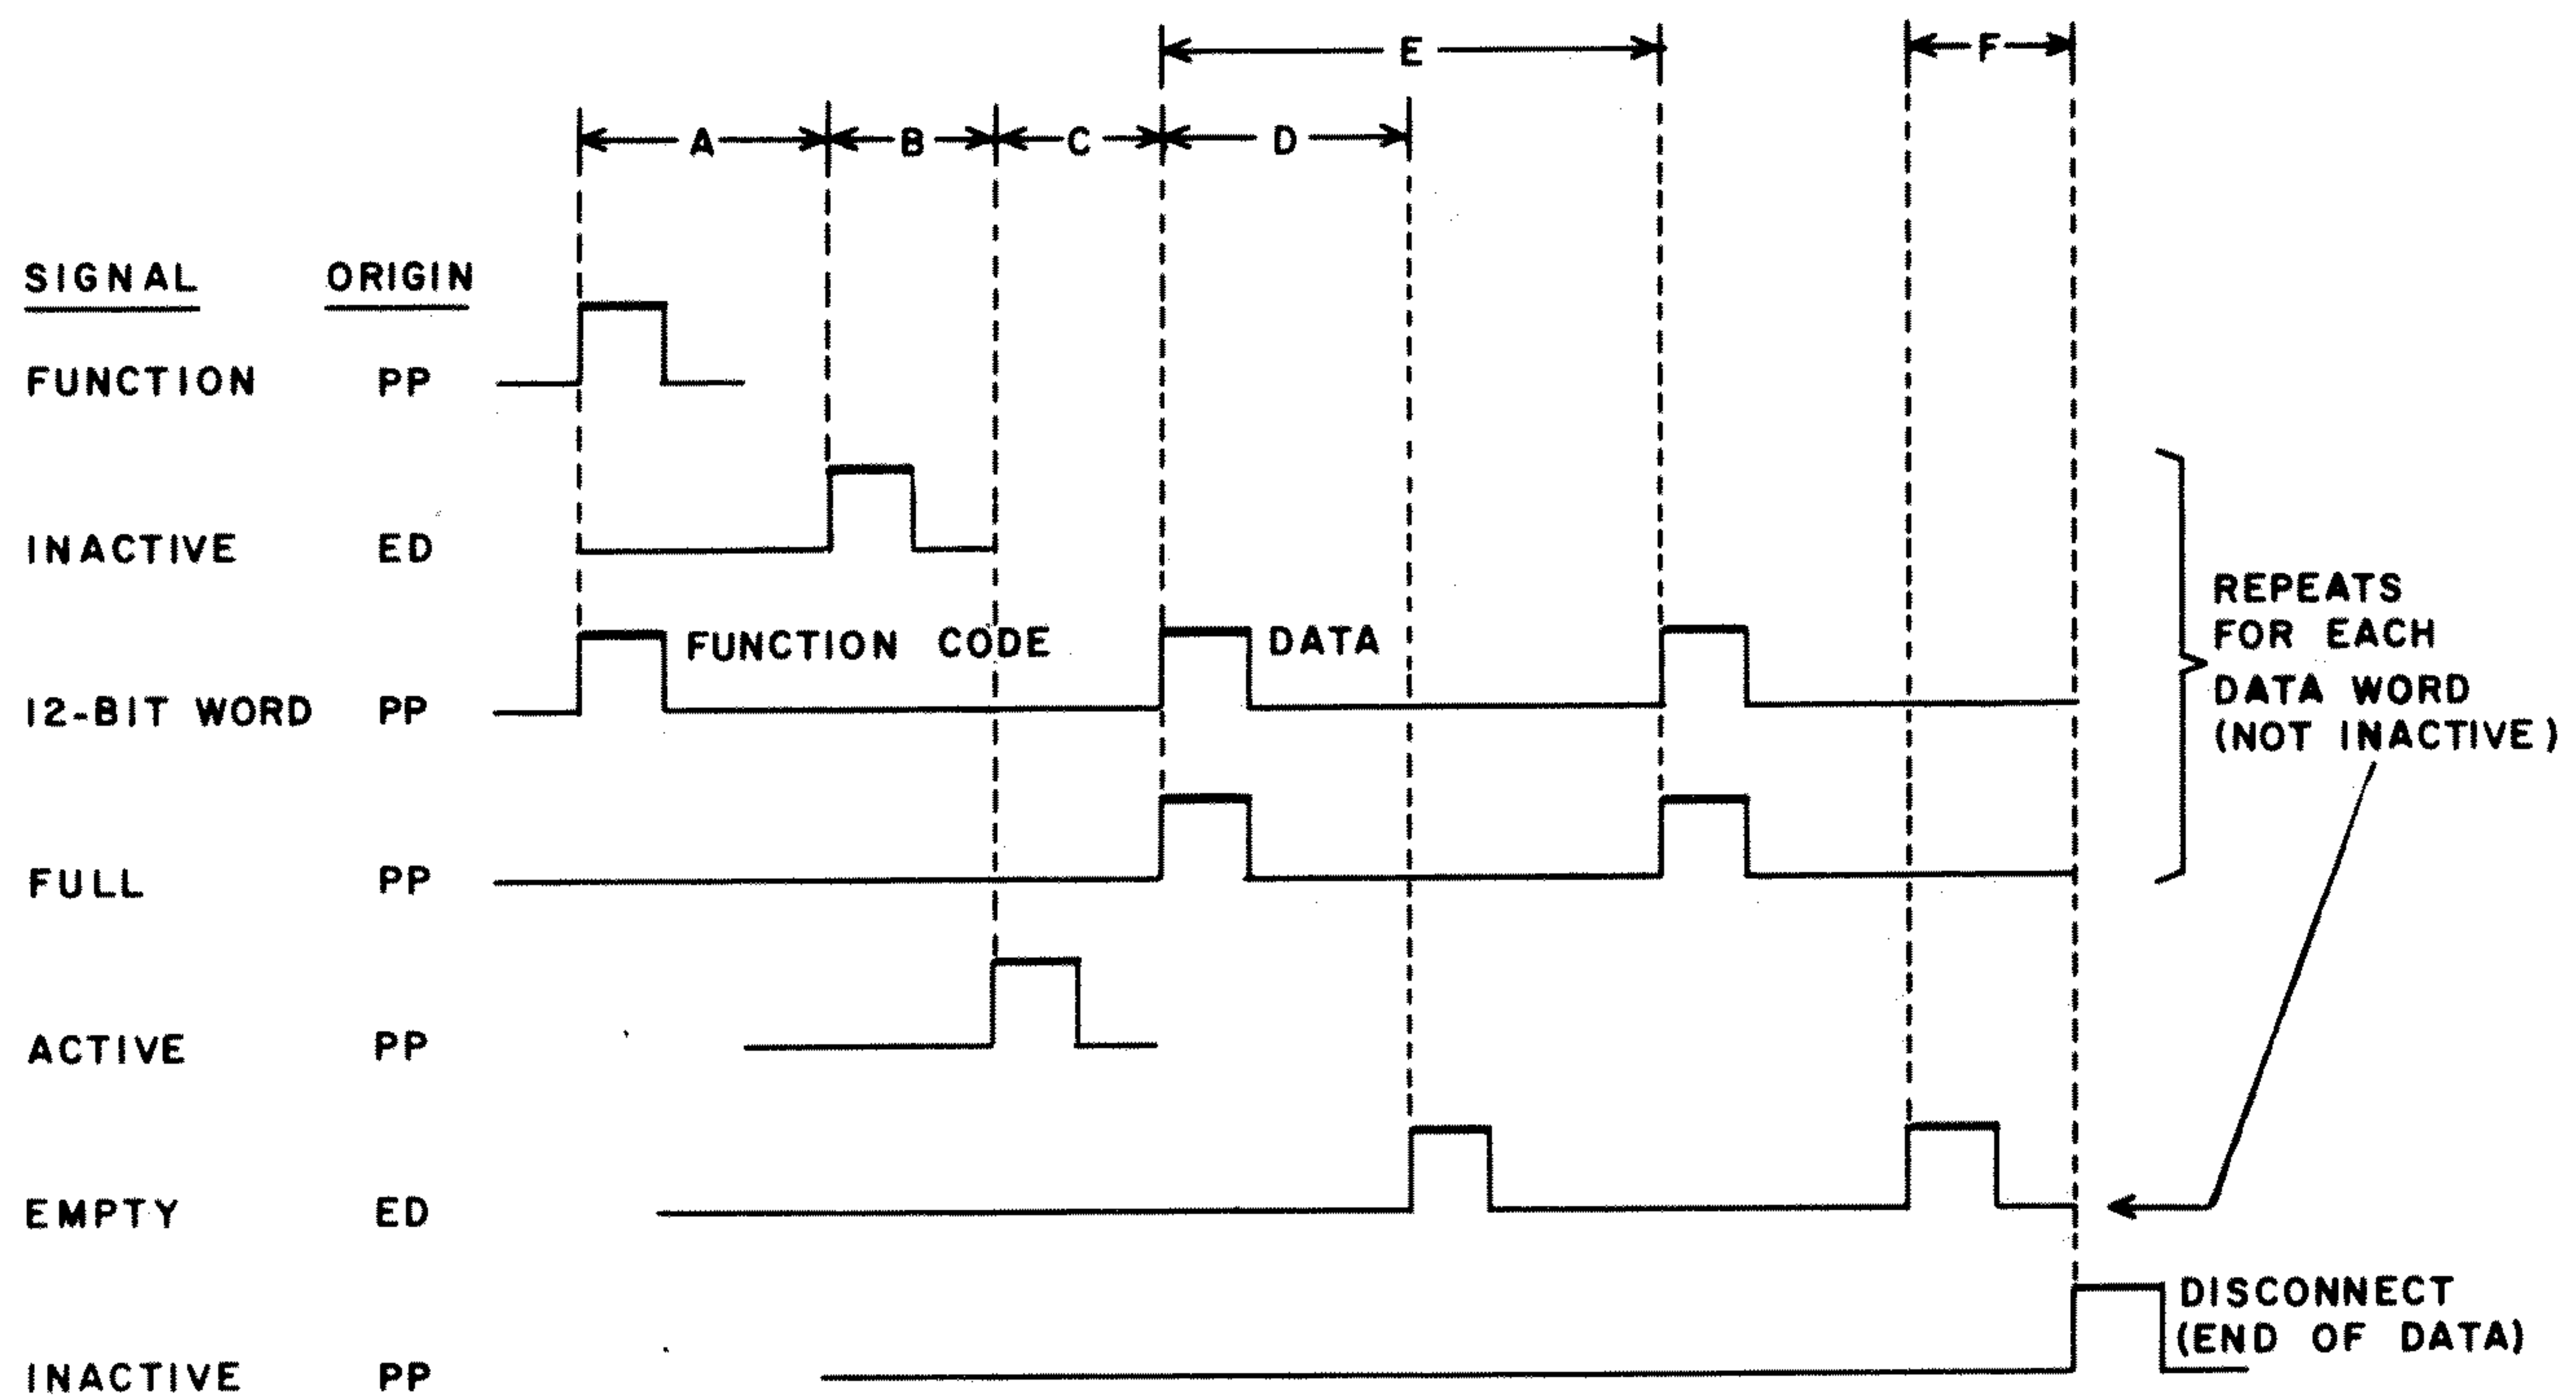 E
F
A
B
C
D
SIGNAL ORIGIN
FUNCTION PP
INACTIVE ED
12-BIT WORD PP
FUNCTION CODE
DATA
REPEATS
FOR EACH
DATA WORD
(NOT INACTIVE)
FULL PP
ACTIVE PP
EMPTY ED
INACTIVE PP
DISCONNECT
(END OF DATA)